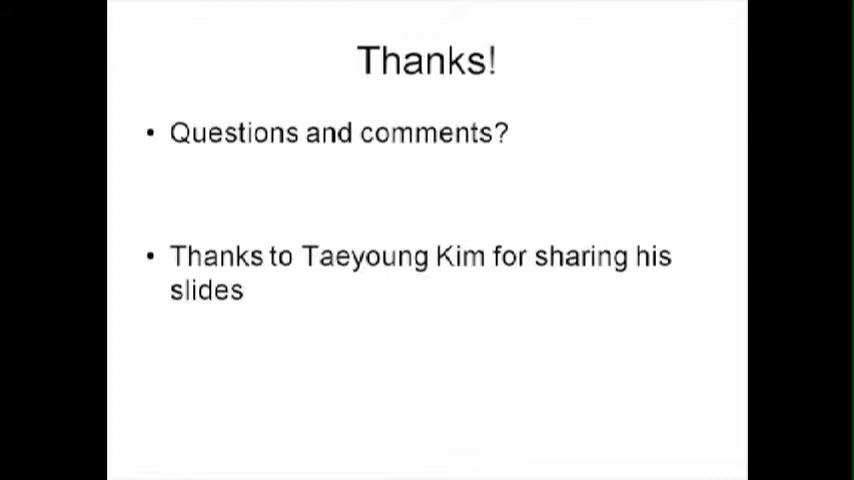 Thanks!
• Questions and comments?
• Thanks to Taeyoung Kim for sharing his
slides